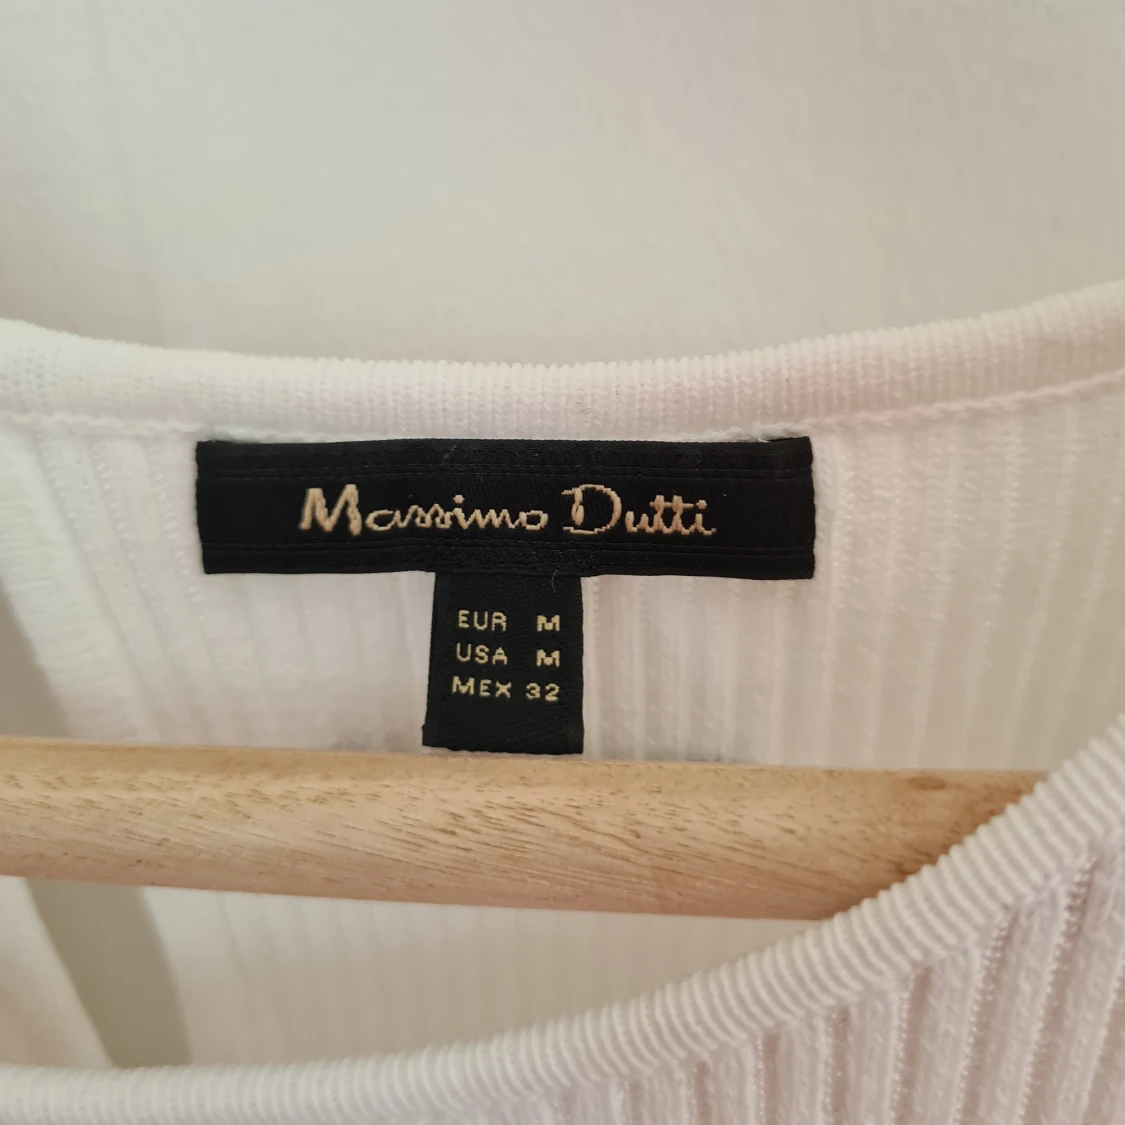 Massimo Dutti
EUR M
USA M
MEX 32